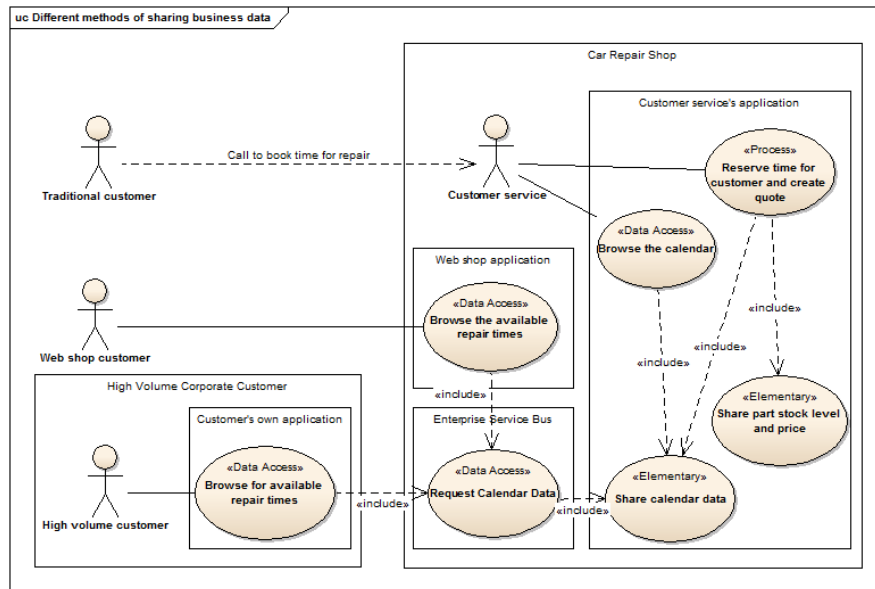 uc Different methods of sharing business data
Car Repair Shop
Customer service's application
Traditional customer
Call to book time for repair
Customer service
«Process»
Reserve time for
customer and create
quote
«Data Access»
Browse the calendar
Web shop application
«Data Access»
Browse the available
repair times
Web shop customer
«include»
«include»
«include»
«include»
High Volume Corporate Customer
Customer's own application
Enterprise Service Bus
«Elementary»
Share part stock level
and price
High volume customer
«Data Access»
Browse for available
repair times
«include»
«Data Access»
Request Calendar Data
«include»
«Elementary»
Share calendar data